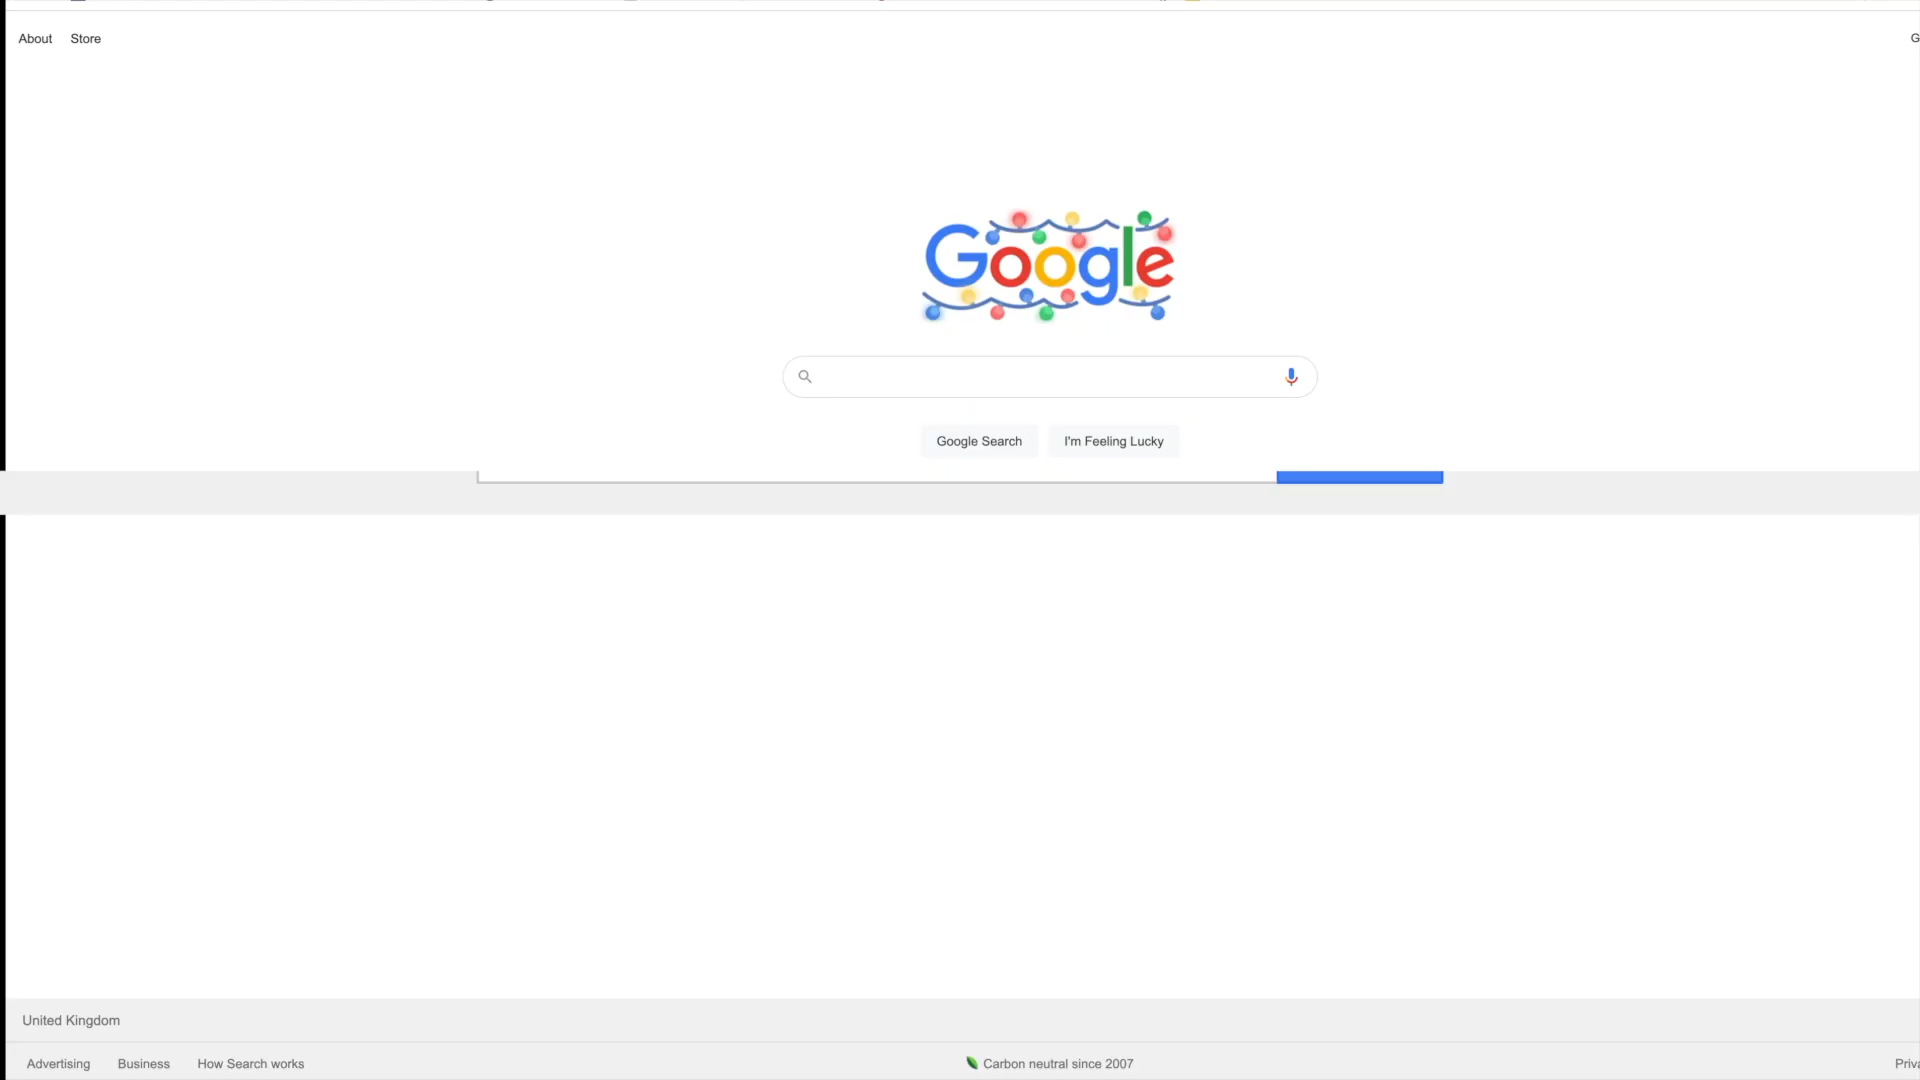 About Store
Google
Google Search I'm Feeling Lucky
United Kingdom
Advertising Business How Search works Carbon neutral since 2007